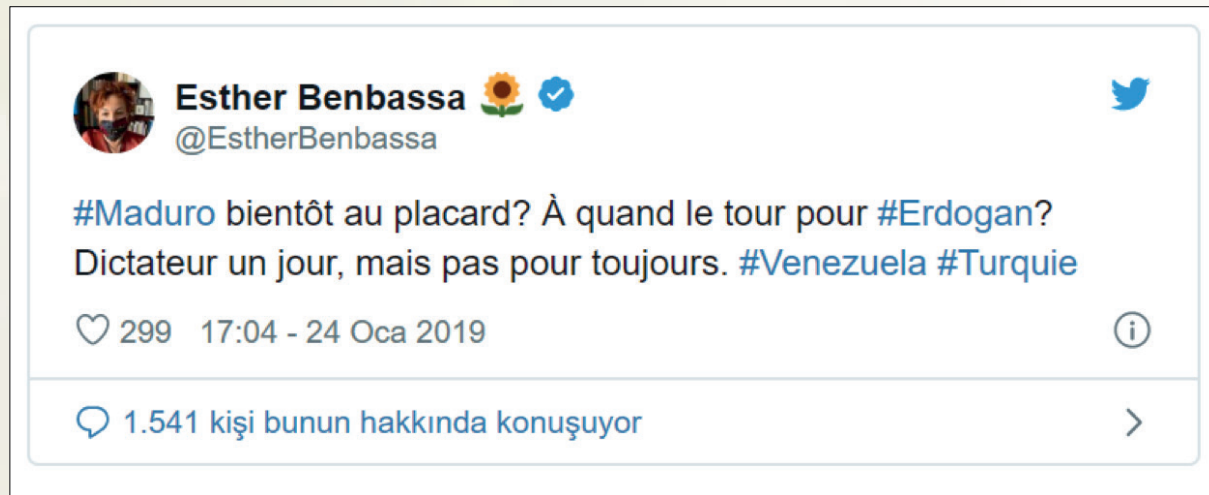 Esther Benbassa 🌻
@EstherBenbassa
#Maduro bientôt au placard? À quand le tour pour #Erdogan?
Dictateur un jour, mais pas pour toujours. #Venezuela #Turquie
299 17:04 - 24 Oca 2019
1.541 kişi bunun hakkında konuşuyor